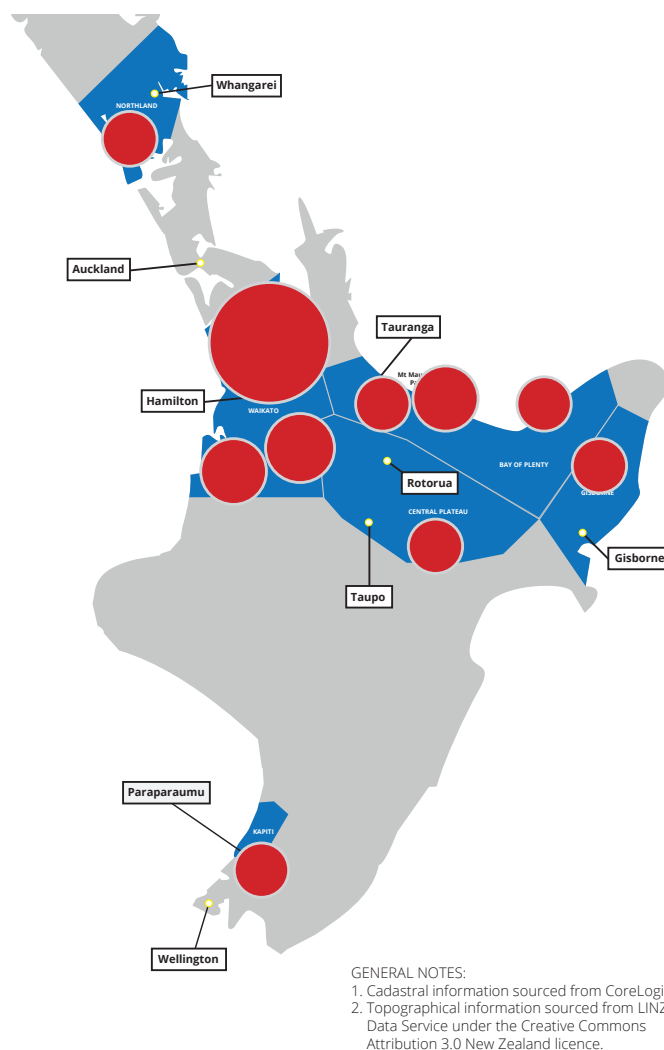 Whangarei
NORTHLAND
Auckland
Tauranga
Mt Mau
Hamilton
WAIKATO
BAY OF PLENTY
Rotorua
CENTRAL PLATEAU
Gisborne
Taupo
Paraparaumu
KAPITI
Wellington
GENERAL NOTES:
1. Cadastral information sourced from CoreLogi
2. Topographical information sourced from LINZ
Data Service under the Creative Commons
Attribution 3.0 New Zealand licence.